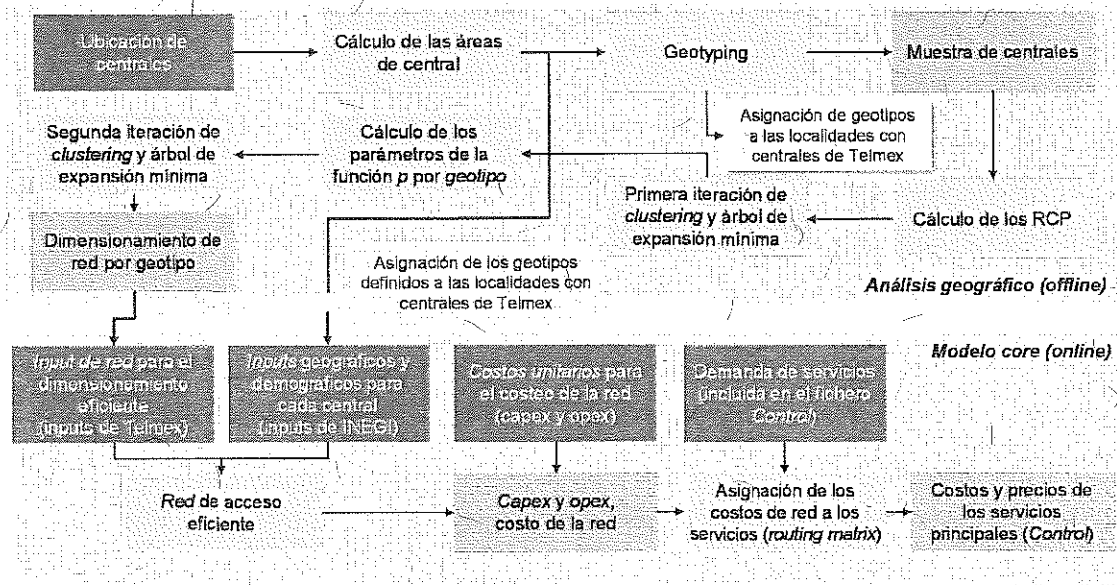 Ubicación de
centrales
Cálculo de las áreas
de central
Geotyping
Muestra de centrales
Asignación de geotipos
a las localidades con
centrales de Telmex
Segunda iteración de
clustering y árbol de
expansión mínima
Cálculo de los
parámetros de la
función p por geotipo
Primera iteración de
clustering y árbol de
expansión mínima
Cálculo de los RCP
Dimensionamiento de
red por geotipo
Asignación de los geotipos
definidos a las localidades con
centrales de Telmex
Análisis geográfico (offline)
Modelo core (online)
Input de red para el
dimensionamiento
eficiente
(inputs de Telmex)
Inputs geográficos y
demográficos para
cada central
(inputs de INEGI)
Costos unitarios para
el costeo de la red
(capex y opex)
Demanda de servicios
(incluida en el fichero
Control)
Red de acceso
eficiente
Capex y opex,
costo de la red
Asignación de los
costos de red a los
servicios (routing matrix)
Costos y precios de
los servicios
principales (Control)